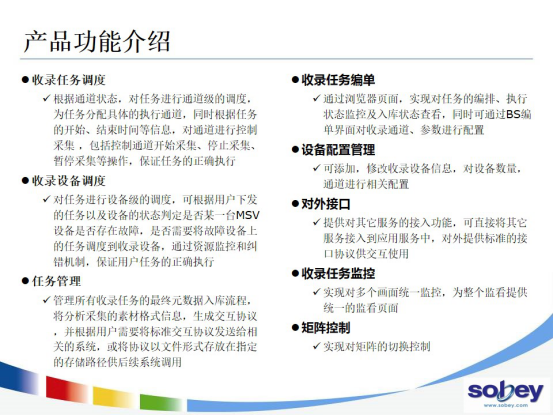 产品功能介绍
●收录任务调度
✓根据通道状态，对任务进行通道级的调度，
为任务分配具体的执行通道，同时根据任务
的开始、结束时间等信息，对通道进行控制
采集，包括控制通道开始采集、停止采集、
暂停采集等操作，保证任务的正确执行
●收录设备调度
✓对任务进行设备级的调度，可根据用户下发
的任务以及设备的状态判定是否某一台MSV
设备是否存在故障，是否需要将故障设备上
的任务调度到收录设备，通过资源监控和纠
错机制，保证用户任务的正确执行
●任务管理
✓管理所有收录任务的最终元数据入库流程，
将分析采集的素材格式信息，生成交互协议
，并根据用户需要将标准交互协议发送给相
关的系统，或将协议以文件形式存放在指定
的存储路径供后续系统调用
●收录任务编单
✓通过浏览器页面，实现对任务的编排、执行
状态监控及入库状态查看，同时可通过BS编
单界面对收录通道、参数进行配置
●设备配置管理
✓可添加，修改收录设备信息，对设备数量，
通道进行相关配置
●对外接口
✓提供对其它服务的接入功能，可直接将其它
服务接入到应用服务中，对外提供标准的接
口协议供交互使用
●收录任务监控
✓实现对多个画面统一监控，为整个监看提供
统一的监看页面
●矩阵控制
✓实现对矩阵的切换控制
sobey
www.sobey.com